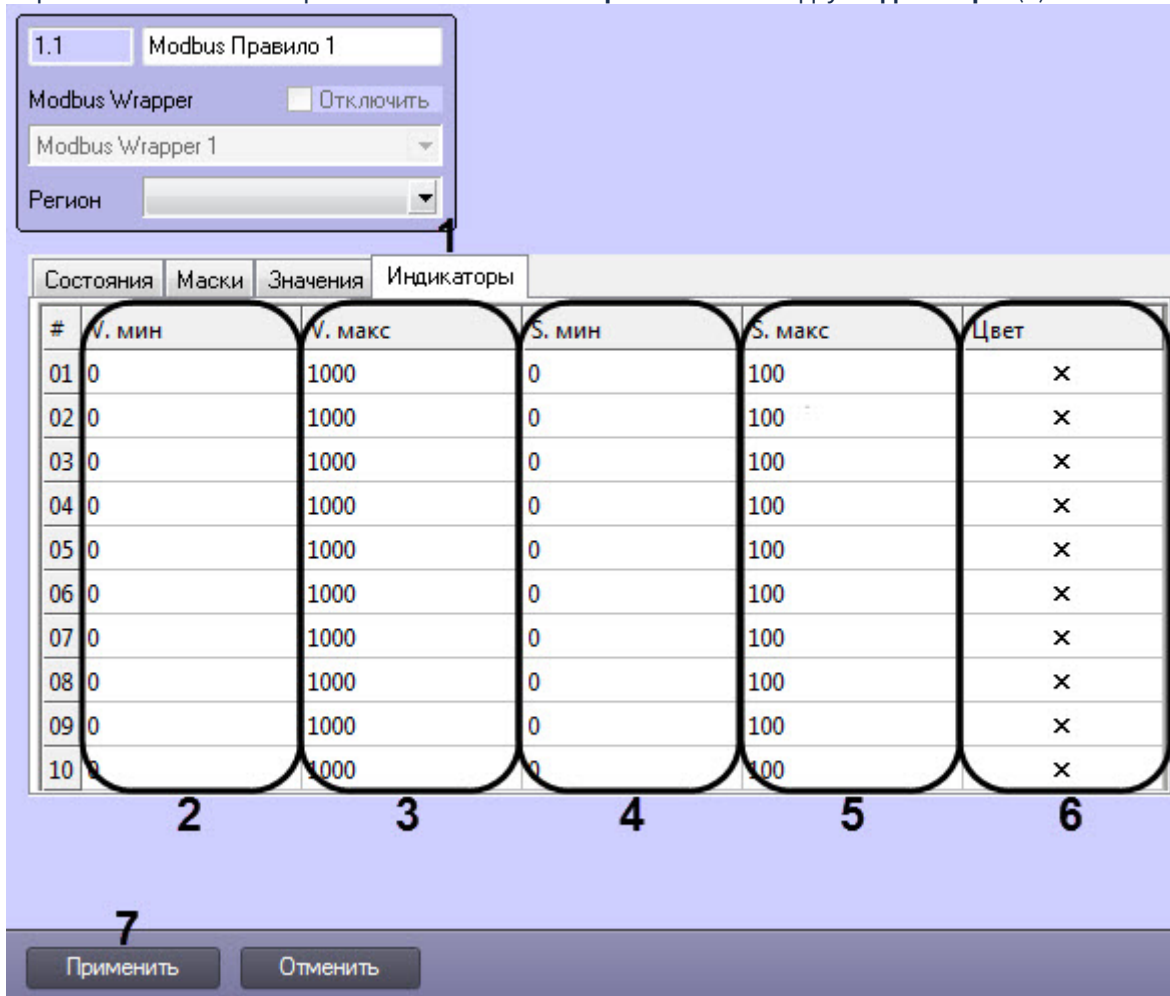 1.1 Modbus Правило 1
Modbus Wrapper Отключить
Modbus Wrapper 1
Регион
1
Состояния Маски Значения Индикаторы
# V. мин V. макс S. мин S. макс Цвет
01 0 1000 0 100 ×
02 0 1000 0 100 ×
03 0 1000 0 100 ×
04 0 1000 0 100 ×
05 0 1000 0 100 ×
06 0 1000 0 100 ×
07 0 1000 0 100 ×
08 0 1000 0 100 ×
09 0 1000 0 100 ×
10 0 1000 0 100 ×
2 3 4 5 6
7
Применить Отменить